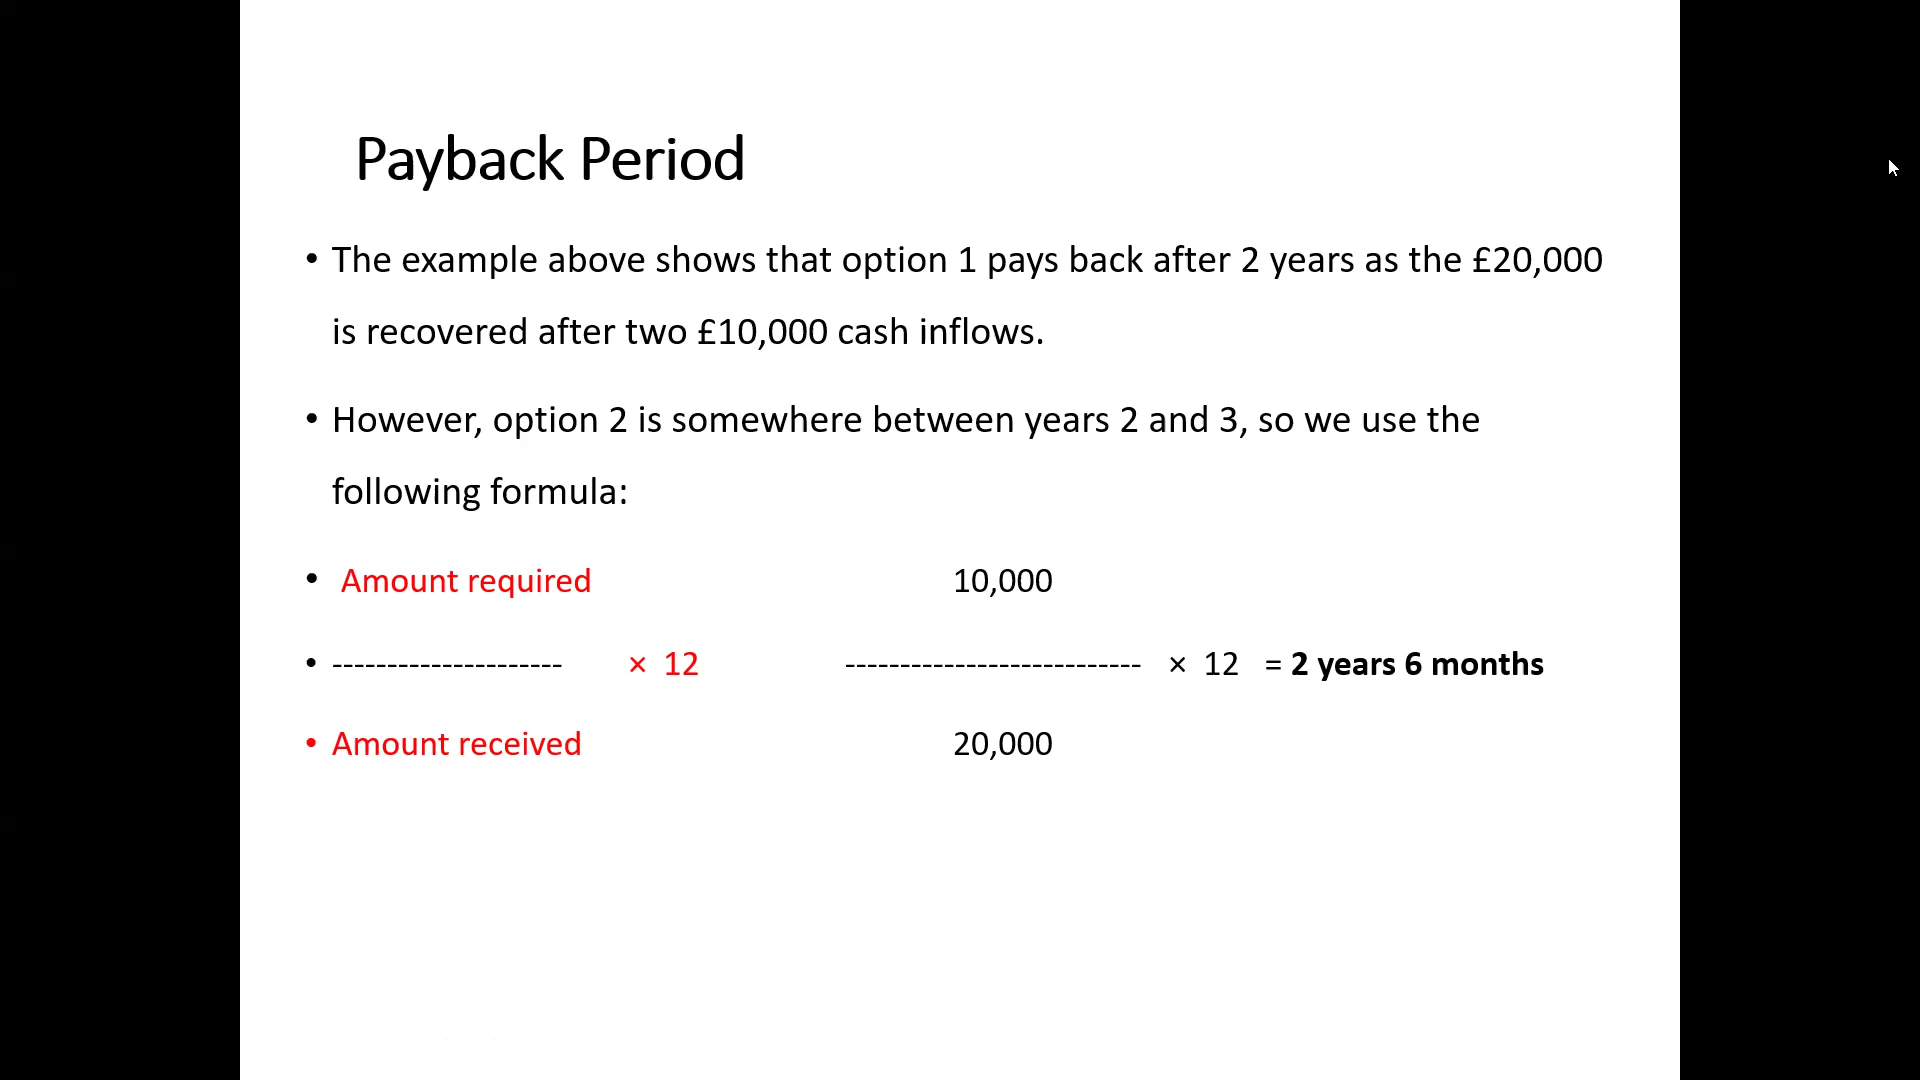 Payback Period
• The example above shows that option 1 pays back after 2 years as the £20,000
is recovered after two £10,000 cash inflows.
• However, option 2 is somewhere between years 2 and 3, so we use the
following formula:
• Amount required 10,000
• --------------------- × 12 --------------------------- × 12 = 2 years 6 months
• Amount received 20,000